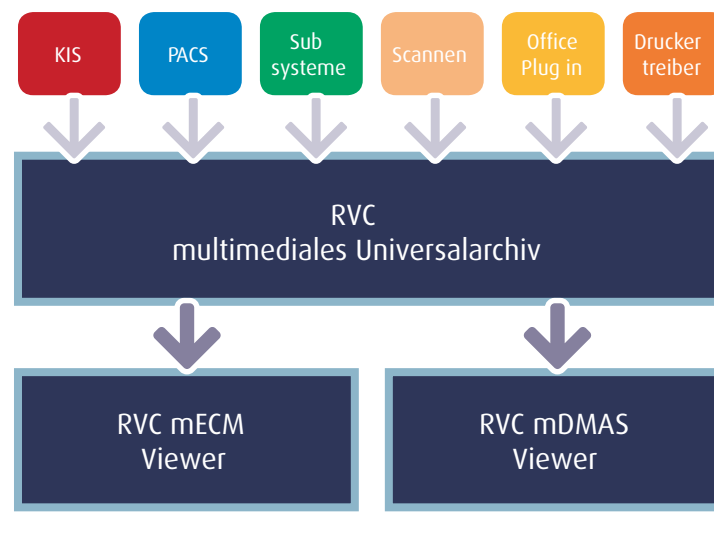 KIS
PACS
Sub
systeme
Scannen
Office
Plug in
Drucker
treiber
RVC
multimediales Universalarchiv
RVC mECM
Viewer
RVC mDMAS
Viewer